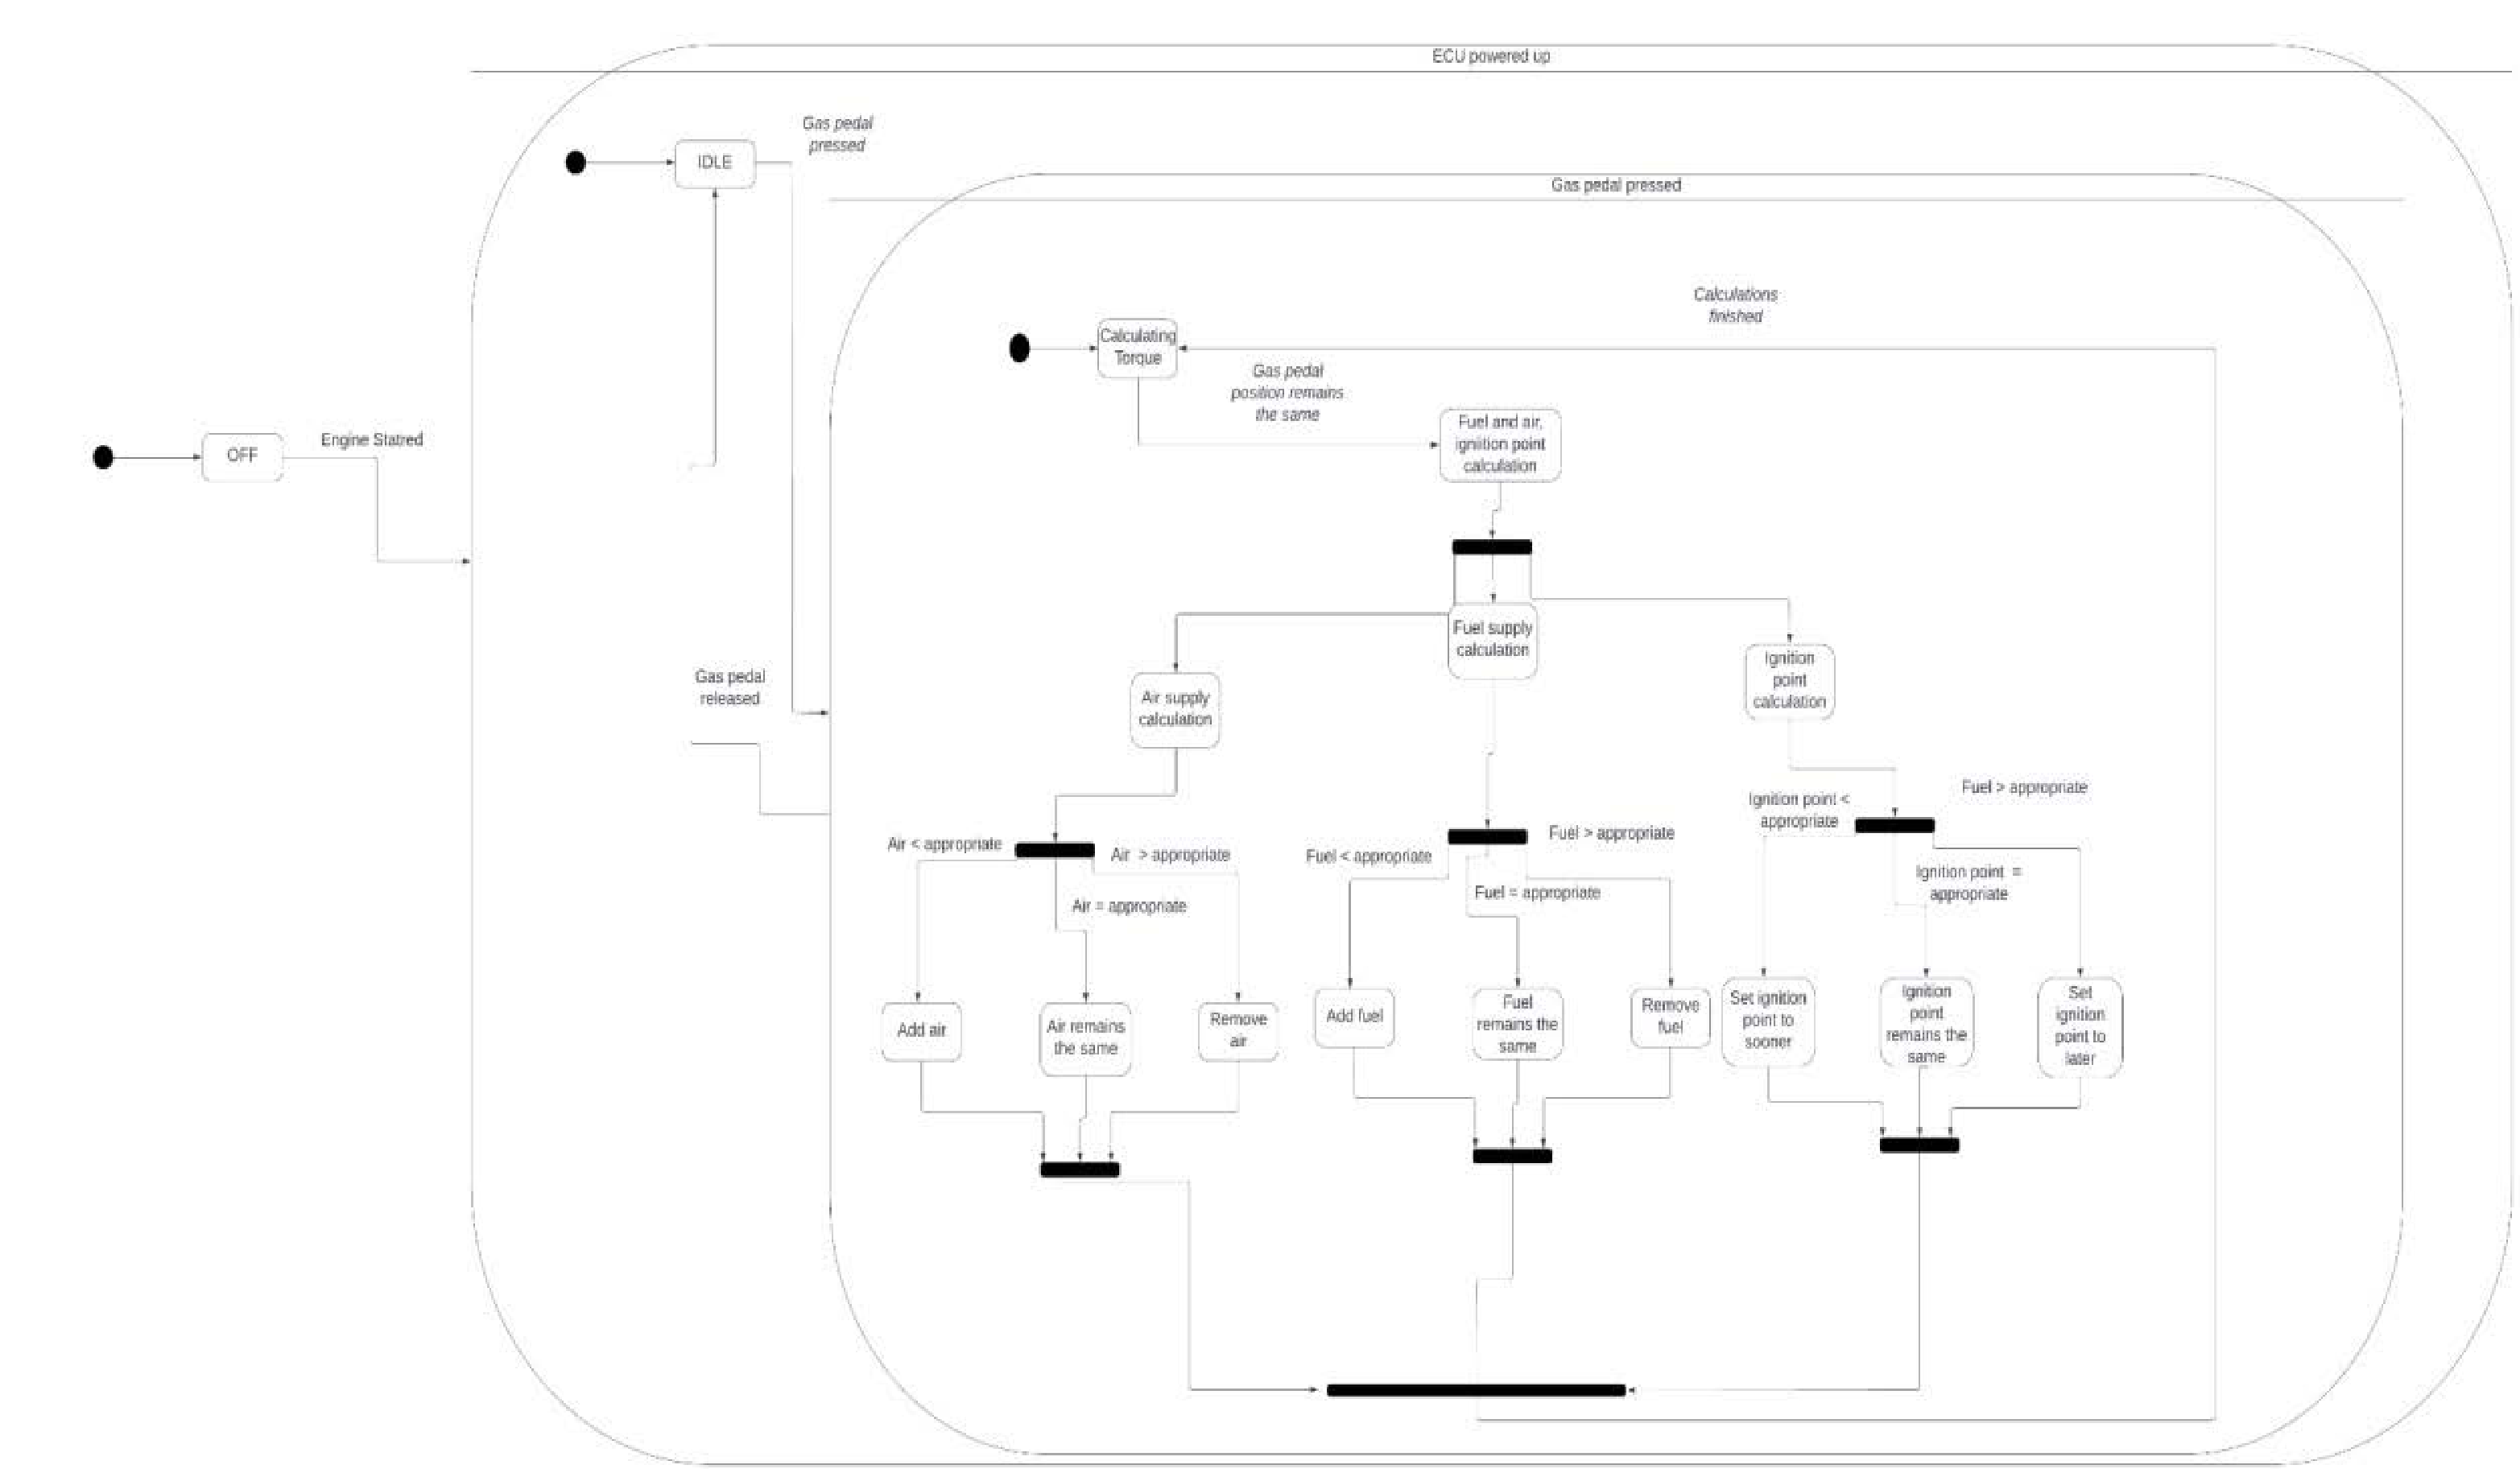 ECU powered up
Gas pedal
pressed
IDLE
Gas pedal pressed
Calculations
finished
Calculating
Torque
Gas pedal
position remains
the same
Fuel and air,
ignition point
calculation
Engine Statred
OFF
Fuel supply
calculation
Ignition
point
calculation
Gas pedal
released
Air supply
calculation
Fuel > appropriate
Ignition point <
appropriate
Fuel > appropriate
Air < appropriate
Air > appropriate
Fuel < appropriate
Ignition point =
appropriate
Fuel = appropriate
Air = appropriate
Add air
Air remains
the same
Remove
air
Add fuel
Fuel
remains the
same
Remove
fuel
Set ignition
point to
sooner
Ignition
point
remains the
same
Set
ignition
point to
later